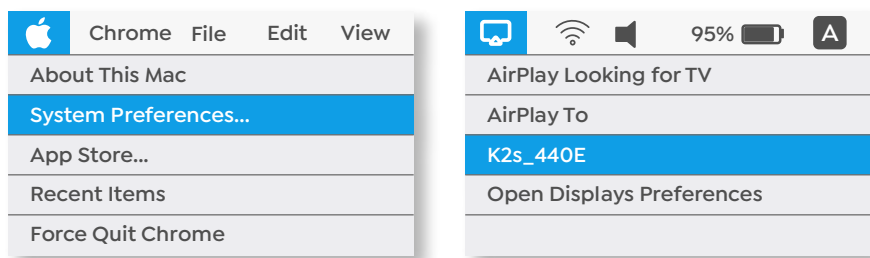 Chrome File Edit View
About This Mac
System Preferences...
App Store...
Recent Items
Force Quit Chrome
95% A
AirPlay Looking for TV
AirPlay To
K2s_440E
Open Displays Preferences